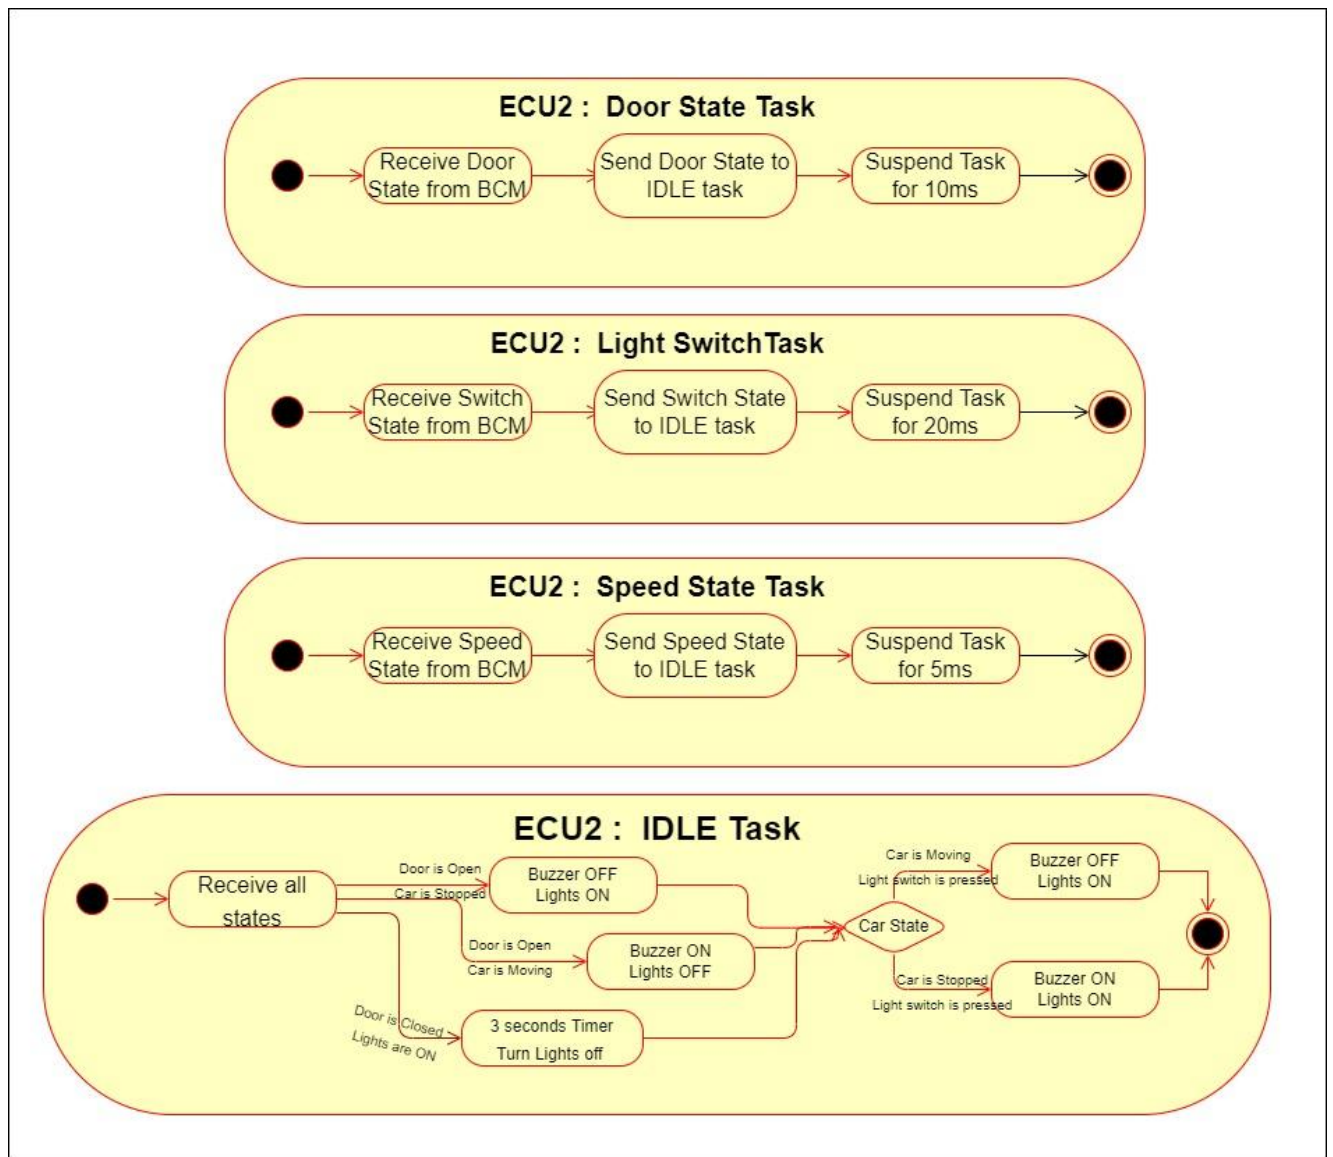 ECU2 : Door State Task
Receive Door
State from BCM
Send Door State to
IDLE task
Suspend Task
for 10ms
ECU2 : Light SwitchTask
Receive Switch
State from BCM
Send Switch State
to IDLE task
Suspend Task
for 20ms
ECU2 : Speed State Task
Receive Speed
State from BCM
Send Speed State
to IDLE task
Suspend Task
for 5ms
ECU2 : IDLE Task
Receive all
states
Door is Open
Car is Stopped
Buzzer OFF
Lights ON
Door is Open
Car is Moving
Buzzer ON
Lights OFF
Door is Closed
Lights are ON
3 seconds Timer
Turn Lights off
Car State
Car is Moving
Light switch is pressed
Buzzer OFF
Lights ON
Car is Stopped
Light switch is pressed
Buzzer ON
Lights ON